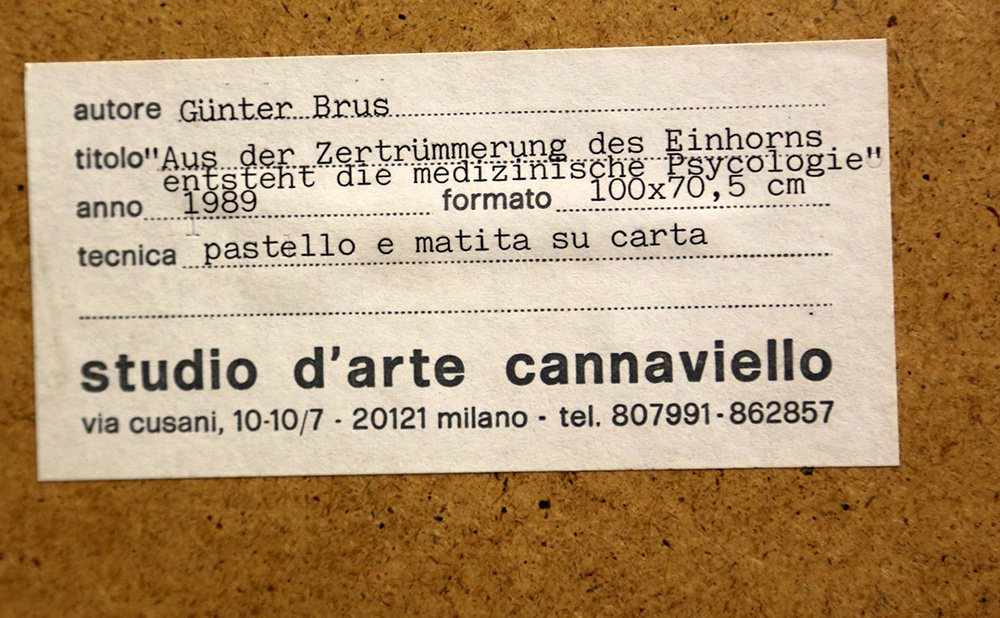 autore Günter Brus
titolo "Aus der Zertrümmerung des Einhorns
entsteht die medizinische Psycologie"
anno 1989 formato 100x70,5 cm
tecnica pastello e matita su carta
studio d'arte cannaviello
via cusani, 10-10/7 - 20121 milano - tel. 807991-862857